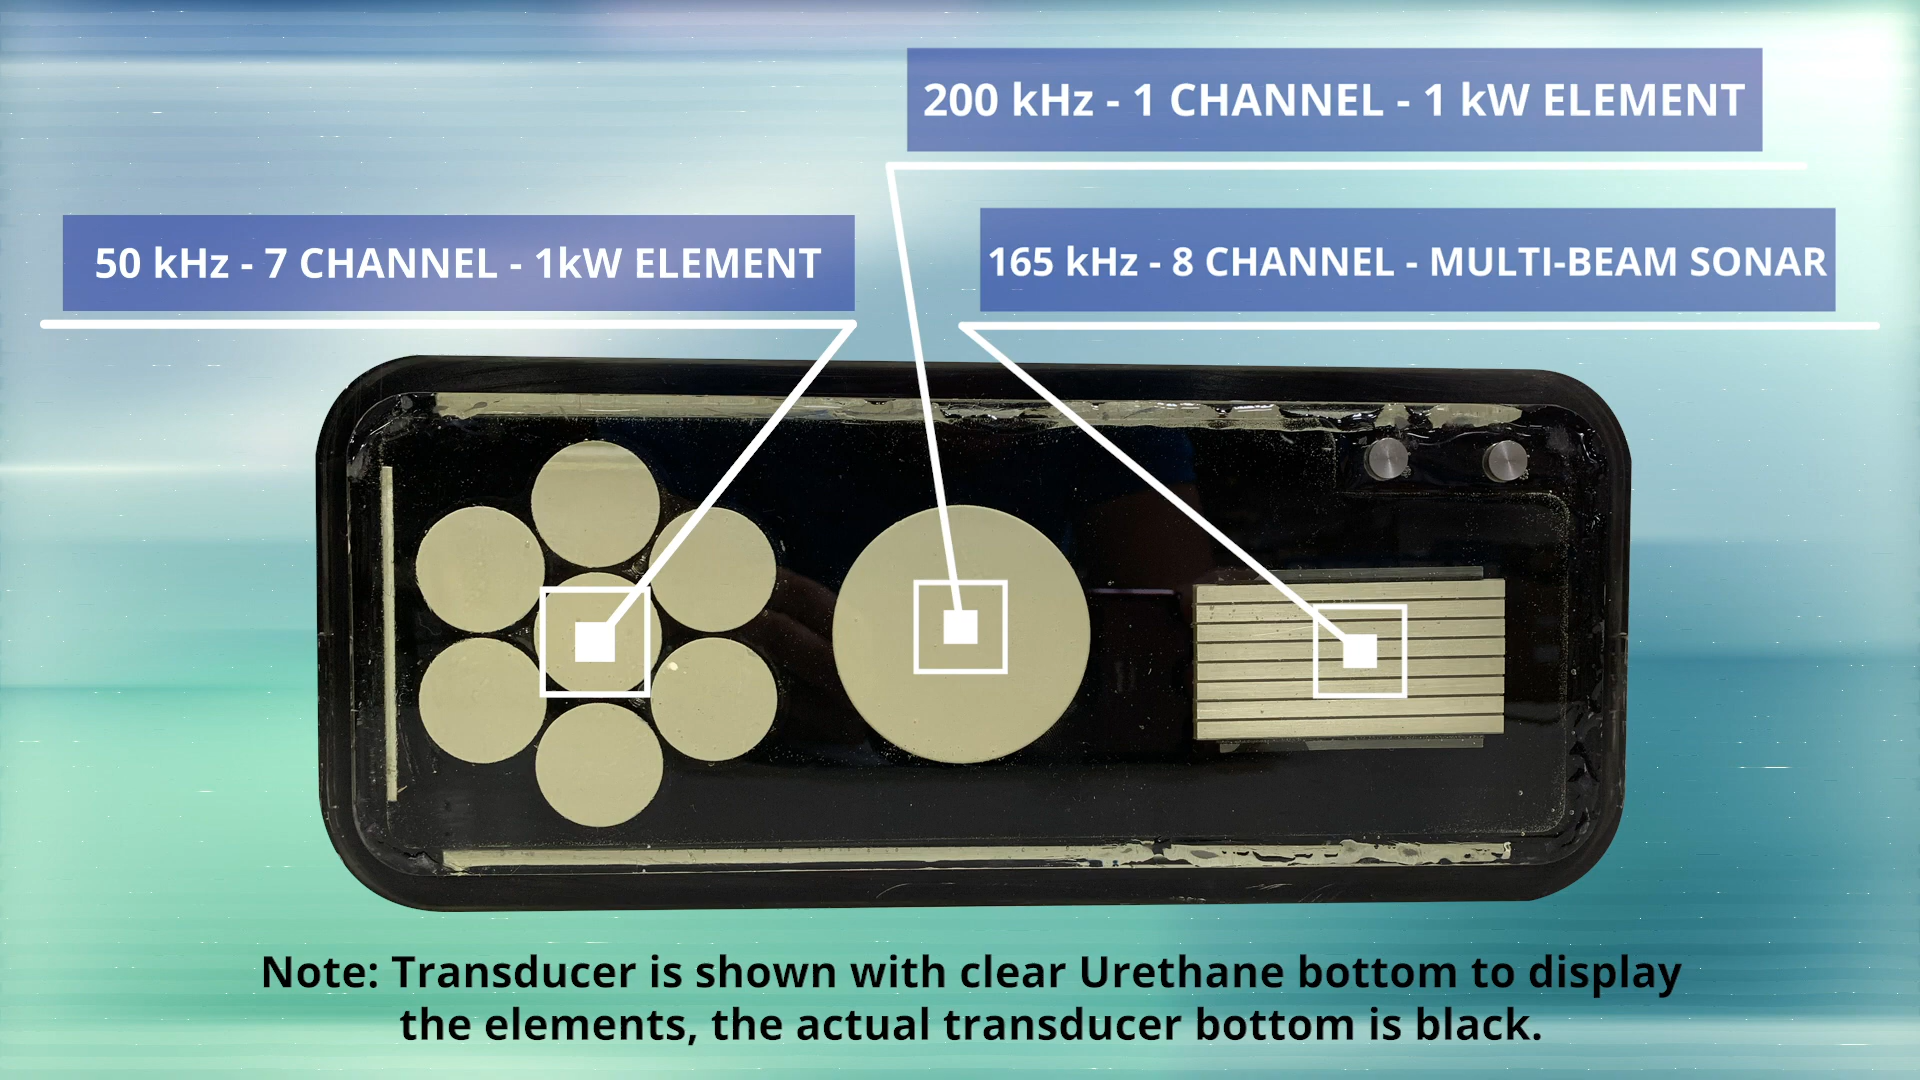 200 kHz - 1 CHANNEL - 1 kW ELEMENT
50 kHz - 7 CHANNEL - 1kW ELEMENT
165 kHz - 8 CHANNEL - MULTI-BEAM SONAR
Note: Transducer is shown with clear Urethane bottom to display
the elements, the actual transducer bottom is black.